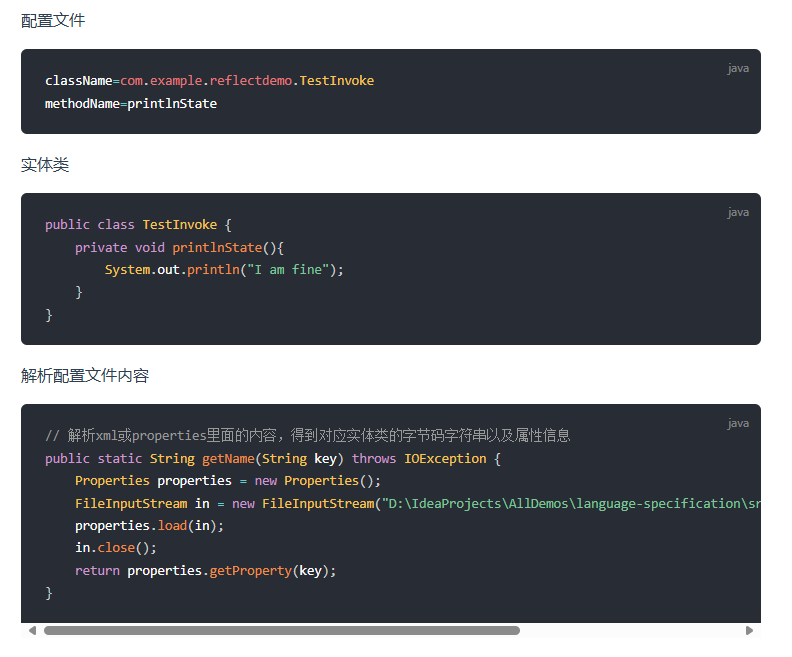 配置文件
java
className=com.example.reflectdemo.TestInvoke
methodName=printlnState
实体类
java
public class TestInvoke {
    private void printlnState(){
        System.out.println("I am fine");
    }
}
解析配置文件内容
java
// 解析xml或properties里面的内容，得到对应实体类的字节码字符串以及属性信息
public static String getName(String key) throws IOException {
    Properties properties = new Properties();
    FileInputStream in = new FileInputStream("D:\IdeaProjects\AllDemos\language-specification\sr
    properties.load(in);
    in.close();
    return properties.getProperty(key);
}